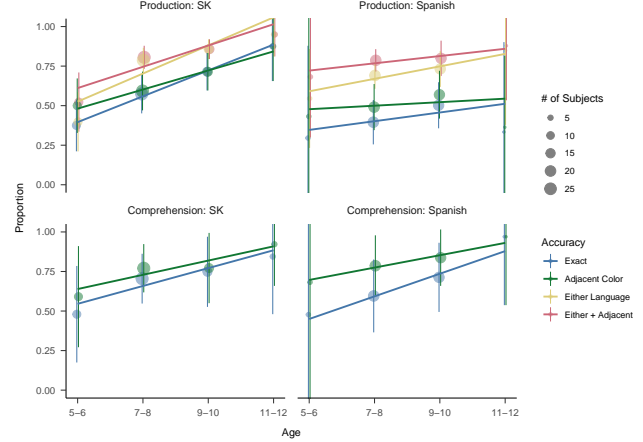 Production: SK
Production: Spanish
1.00
0.75
0.50
0.25
0.00
Comprehension: SK
Comprehension: Spanish
1.00
0.75
0.50
0.25
0.00
5–6
7–8
9–10
11–12
5–6
7–8
9–10
11–12
Proportion
Age
# of Subjects
5
10
15
20
25
Accuracy
Exact
Adjacent Color
Either Language
Either + Adjacent